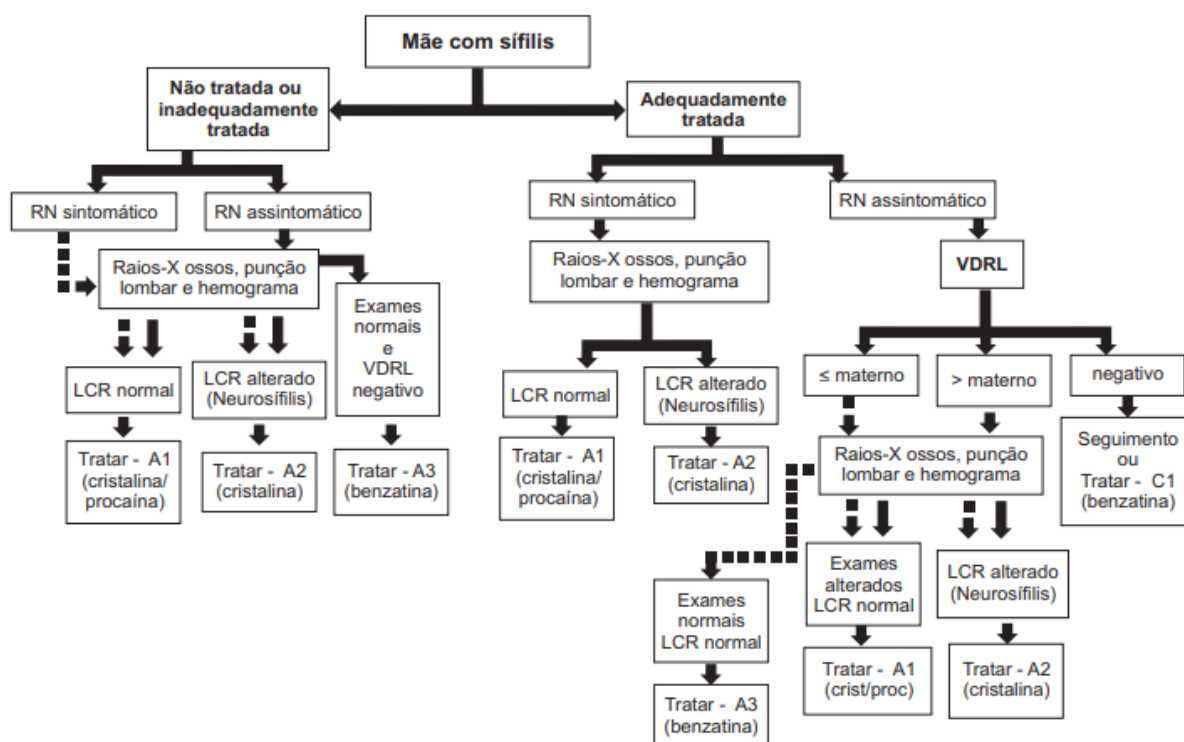 Mãe com sífilis
Não tratada ou
inadequadamente
tratada
Adequadamente
tratada
RN sintomático
RN assintomático
RN sintomático
RN assintomático
Raios-X ossos, punção
lombar e hemograma
Exames
normais
e
VDRL
negativo
Raios-X ossos, punção
lombar e hemograma
VDRL
LCR normal
LCR alterado
(Neurosífilis)
LCR normal
LCR alterado
(Neurosífilis)
≤ materno
> materno
negativo
Tratar - A1
(cristalina/
procaína)
Tratar - A2
(cristalina)
Tratar - A3
(benzatina)
Tratar - A1
(cristalina/
procaína)
Tratar - A2
(cristalina)
Raios-X ossos, punção
lombar e hemograma
Seguimento
ou
Tratar - C1
(benzatina)
Exames
normais
LCR normal
Exames
alterados
LCR normal
LCR alterado
(Neurosífilis)
Tratar - A3
(benzatina)
Tratar - A1
(crist/proc)
Tratar - A2
(cristalina)